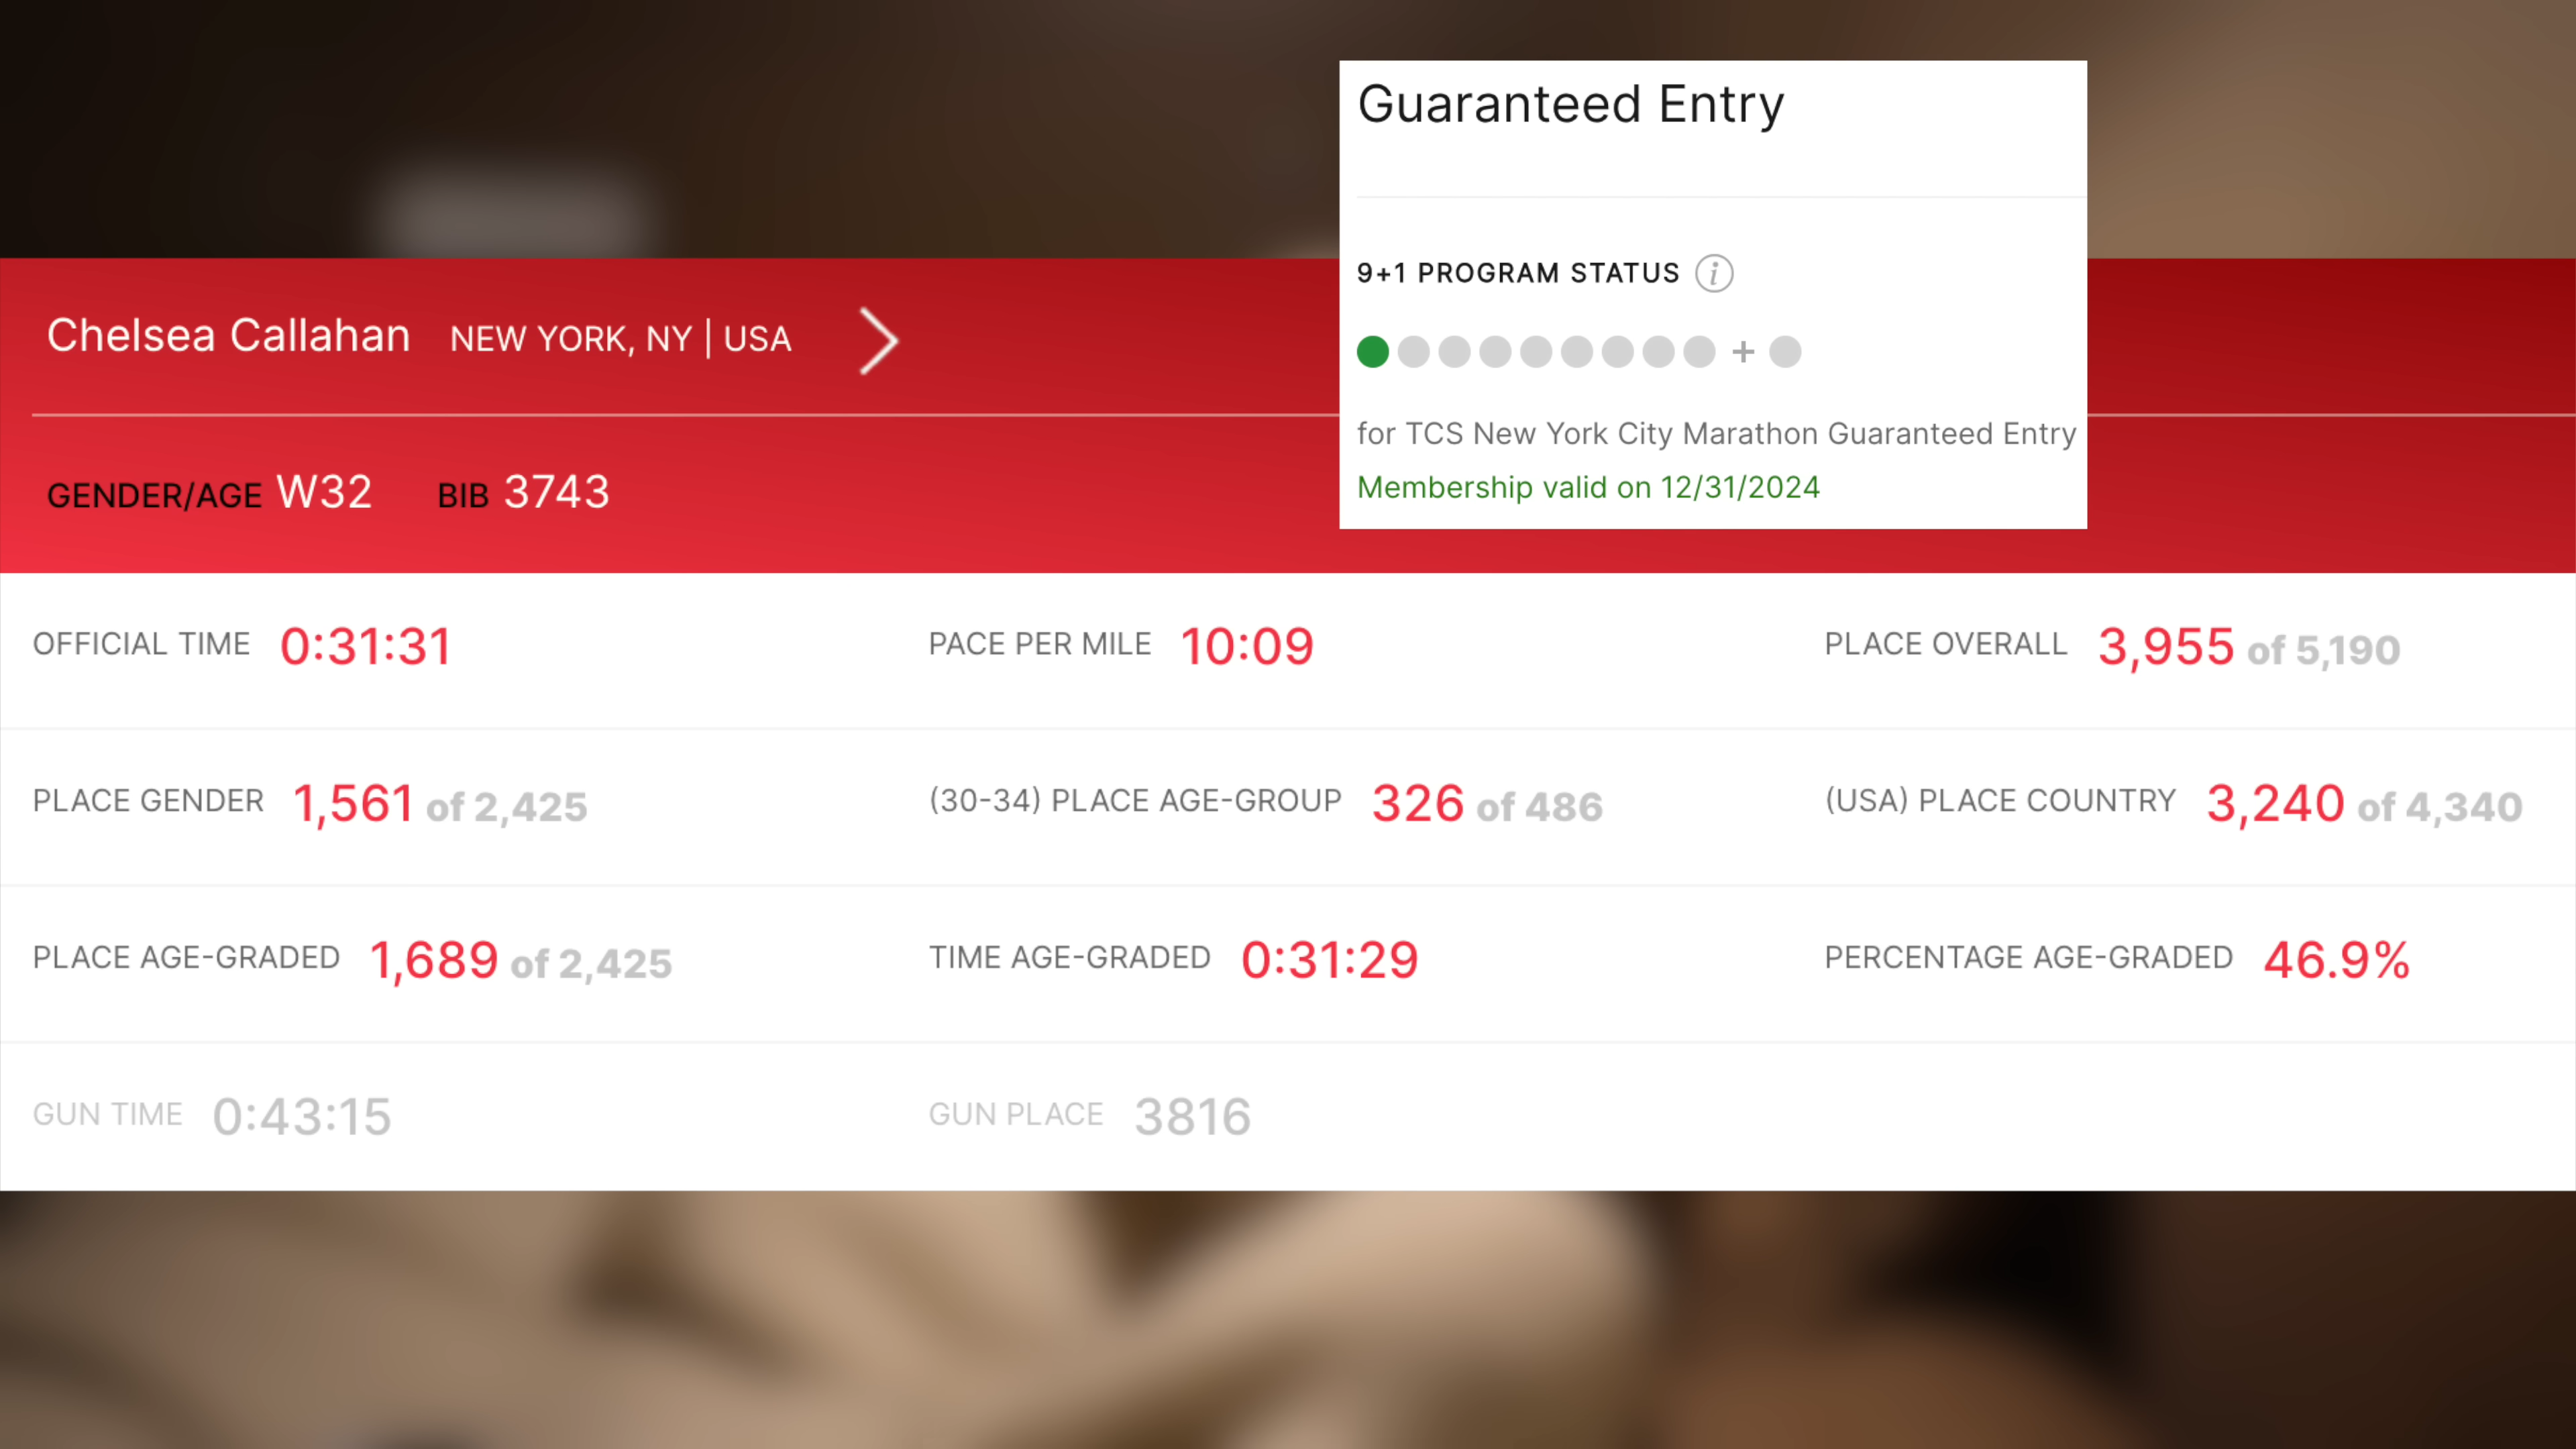 Guaranteed Entry
9+1 PROGRAM STATUS i
+
for TCS New York City Marathon Guaranteed Entry
Membership valid on 12/31/2024
Chelsea Callahan NEW YORK, NY | USA
GENDER/AGE W32 BIB 3743
OFFICIAL TIME 0:31:31 PACE PER MILE 10:09 PLACE OVERALL 3,955 of 5,190
PLACE GENDER 1,561 of 2,425 (30-34) PLACE AGE-GROUP 326 of 486 (USA) PLACE COUNTRY 3,240 of 4,340
PLACE AGE-GRADED 1,689 of 2,425 TIME AGE-GRADED 0:31:29 PERCENTAGE AGE-GRADED 46.9%
GUN TIME 0:43:15 GUN PLACE 3816